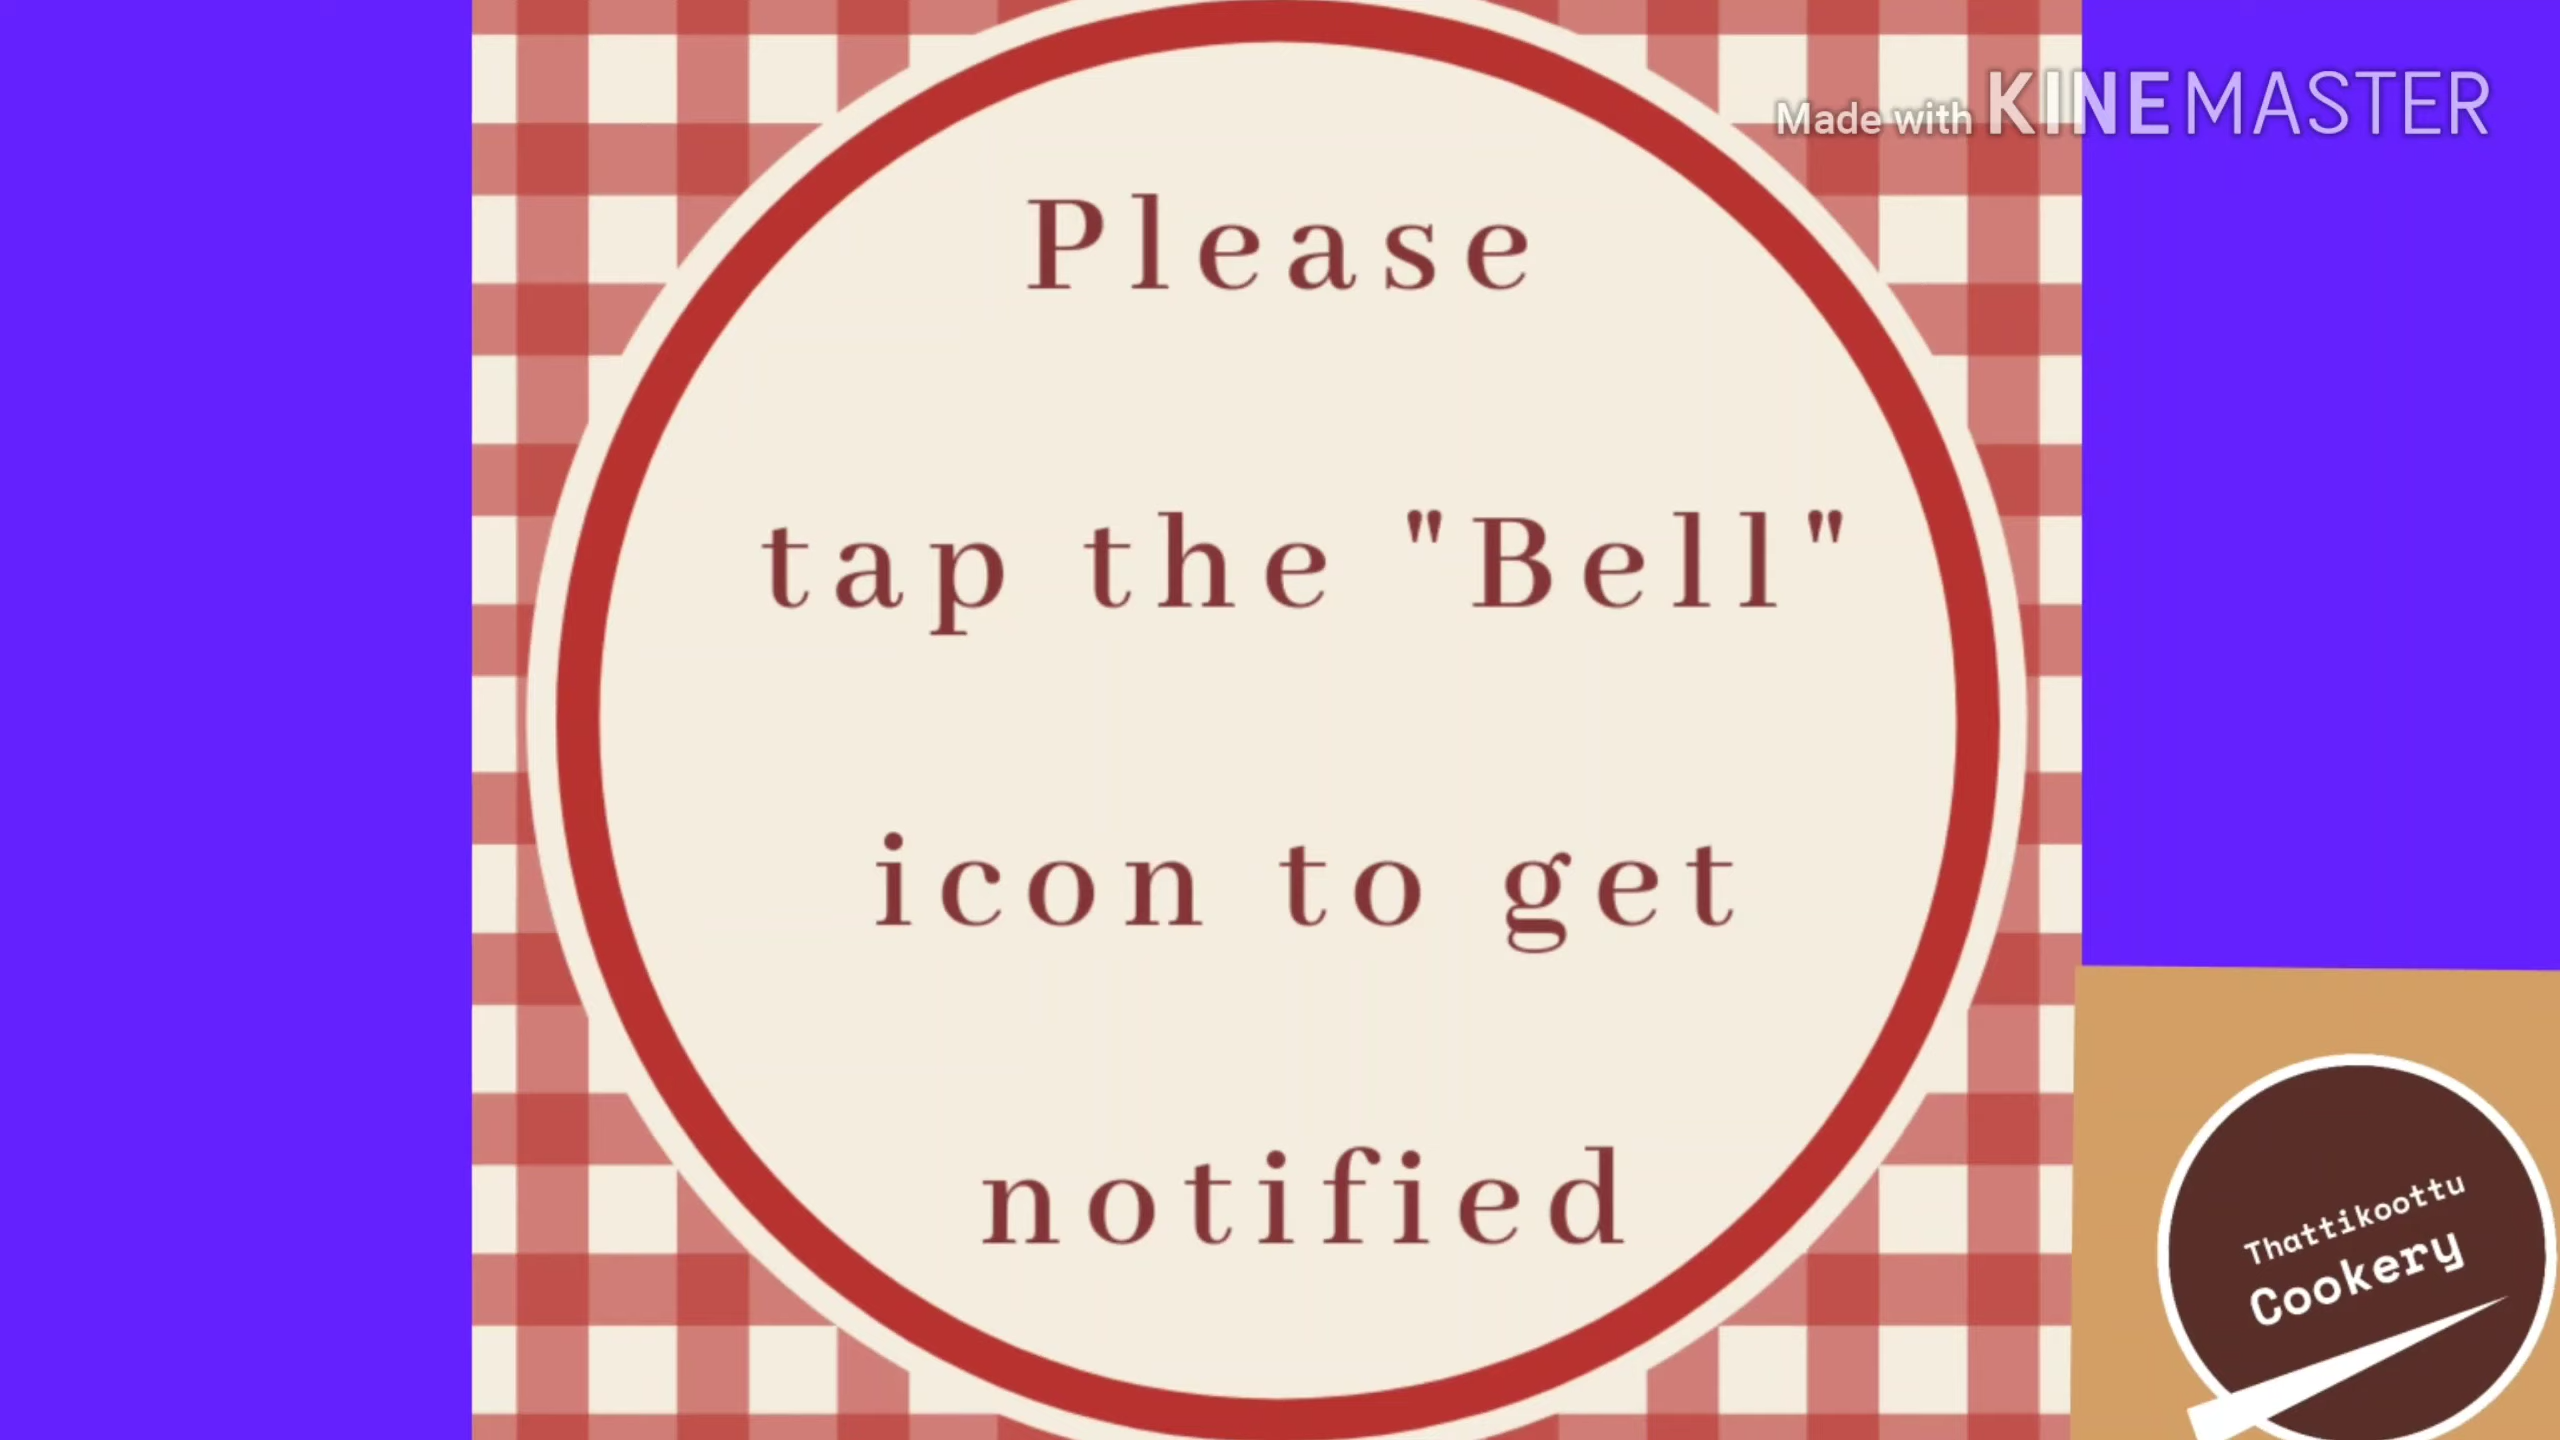 Made with KINEMASTER
Please
tap the "Bell"
icon to get
notified
Thattikoottu
Cookery